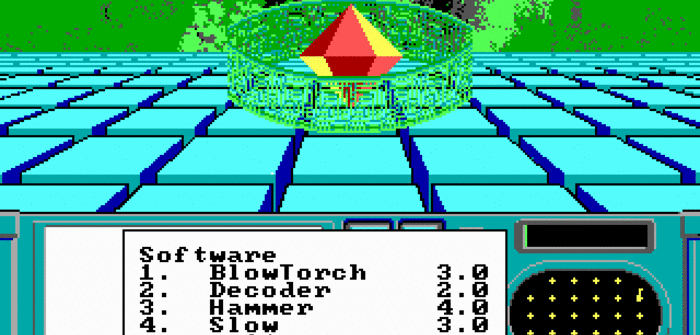 Software
1. BlowTorch 3.0
2. Decoder 2.0
3. Hammer 4.0
4. Slow 3.0